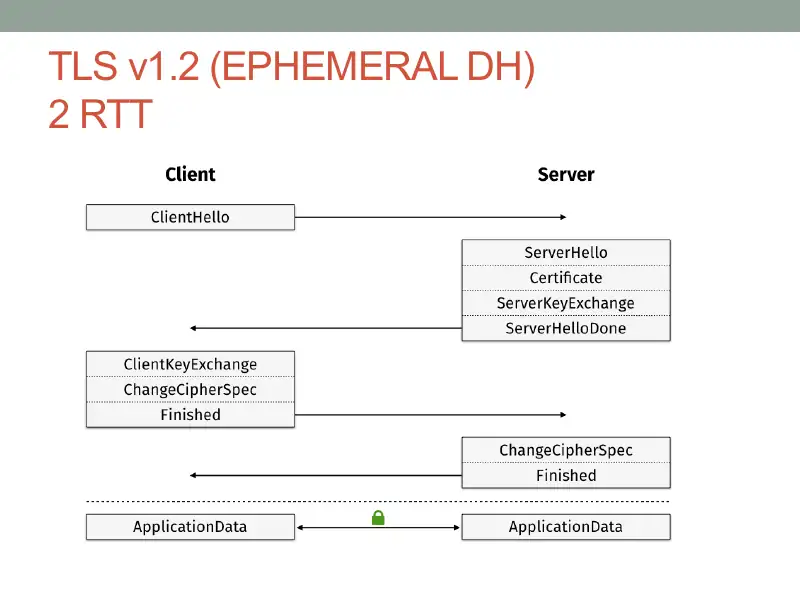 TLS v1.2 (EPHEMERAL DH)
2 RTT
Client
Server
ClientHello
ServerHello
Certificate
ServerKeyExchange
ServerHelloDone
ClientKeyExchange
ChangeCipherSpec
Finished
ChangeCipherSpec
Finished
ApplicationData
ApplicationData